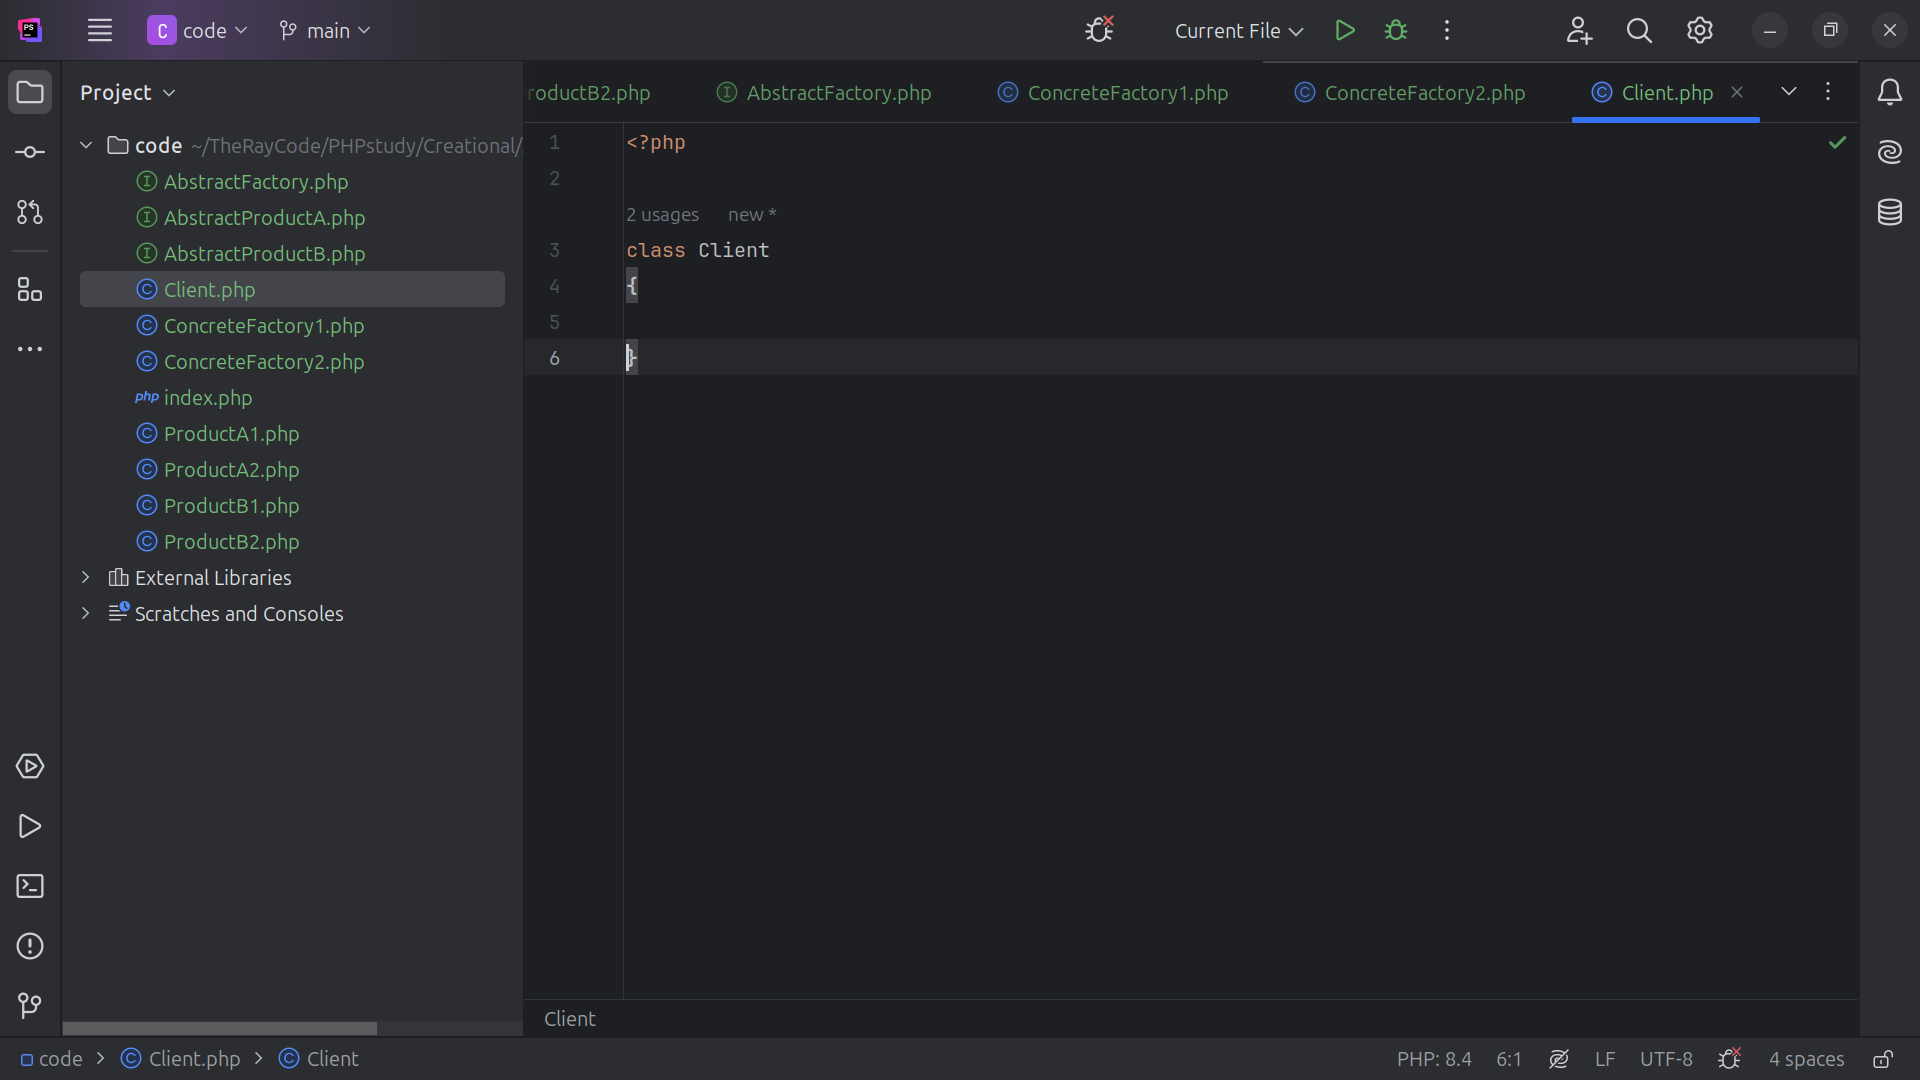 PS
C code main
Current File
Project
code ~/TheRayCode/PHPstudy/Creational/
AbstractFactory.php
AbstractProductA.php
AbstractProductB.php
Client.php
ConcreteFactory1.php
ConcreteFactory2.php
php index.php
ProductA1.php
ProductA2.php
ProductB1.php
ProductB2.php
External Libraries
Scratches and Consoles
roductB2.php AbstractFactory.php ConcreteFactory1.php ConcreteFactory2.php Client.php
1 <?php
2
2 usages new *
3 class Client
4 {
5
6 }
Client
code > Client.php > Client
PHP: 8.4 6:1 LF UTF-8 4 spaces